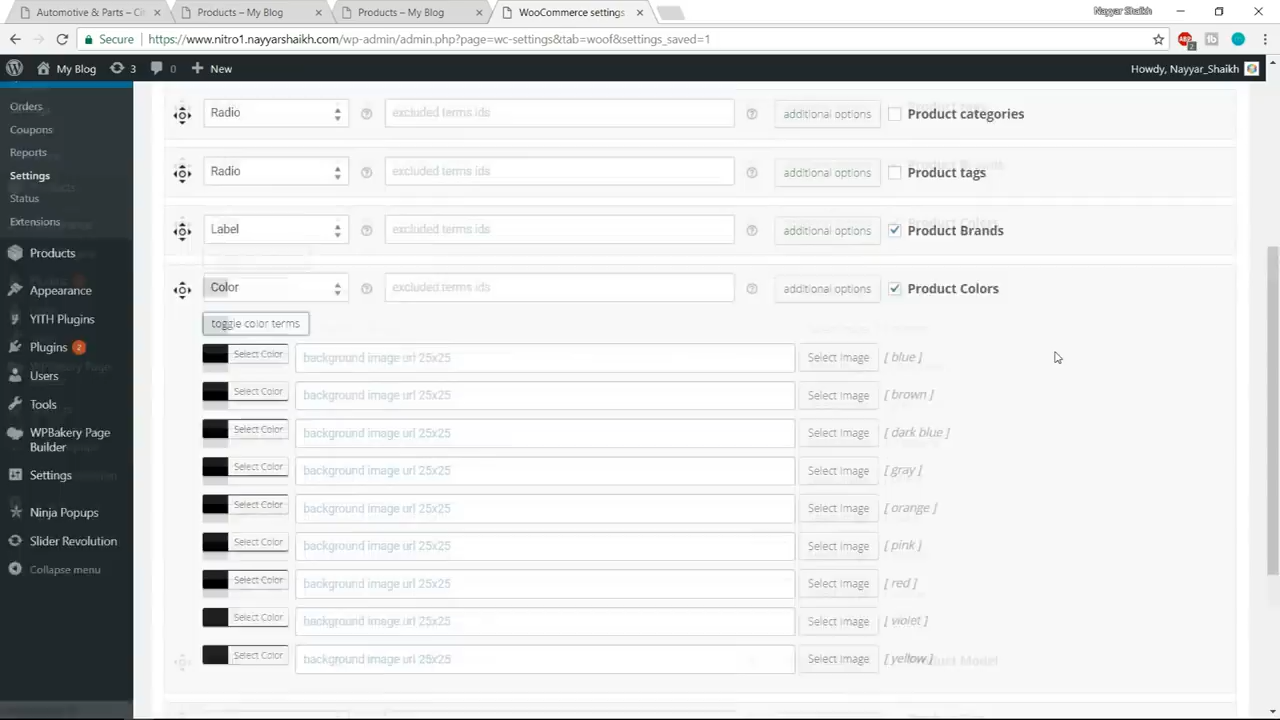 Automotive & Parts – Cit
Products – My Blog
Products – My Blog
WooCommerce settings
Nayyar Shaikh
Secure
https://www.nitro1.nayyarshaikh.com/wp-admin/admin.php?page=wc-settings&tab=woof&settings_saved=1
My Blog
3
0
New
Howdy, Nayyar_Shaikh
Orders
Coupons
Reports
Settings
Status
Extensions
Products
Appearance
YITH Plugins
Plugins 2
Users
Tools
WPBakery Page
Builder
Settings
Ninja Popups
Slider Revolution
Collapse menu
Radio excluded terms ids additional options Product categories
Radio excluded terms ids additional options Product tags
Label excluded terms ids additional options Product Brands
Color excluded terms ids additional options Product Colors
toggle color terms
Select Color background image url 25x25 Select Image [ blue ]
Select Color background image url 25x25 Select Image [ brown ]
Select Color background image url 25x25 Select Image [ dark blue ]
Select Color background image url 25x25 Select Image [ gray ]
Select Color background image url 25x25 Select Image [ orange ]
Select Color background image url 25x25 Select Image [ pink ]
Select Color background image url 25x25 Select Image [ red ]
Select Color background image url 25x25 Select Image [ violet ]
Select Color background image url 25x25 Select Image [ yellow ]